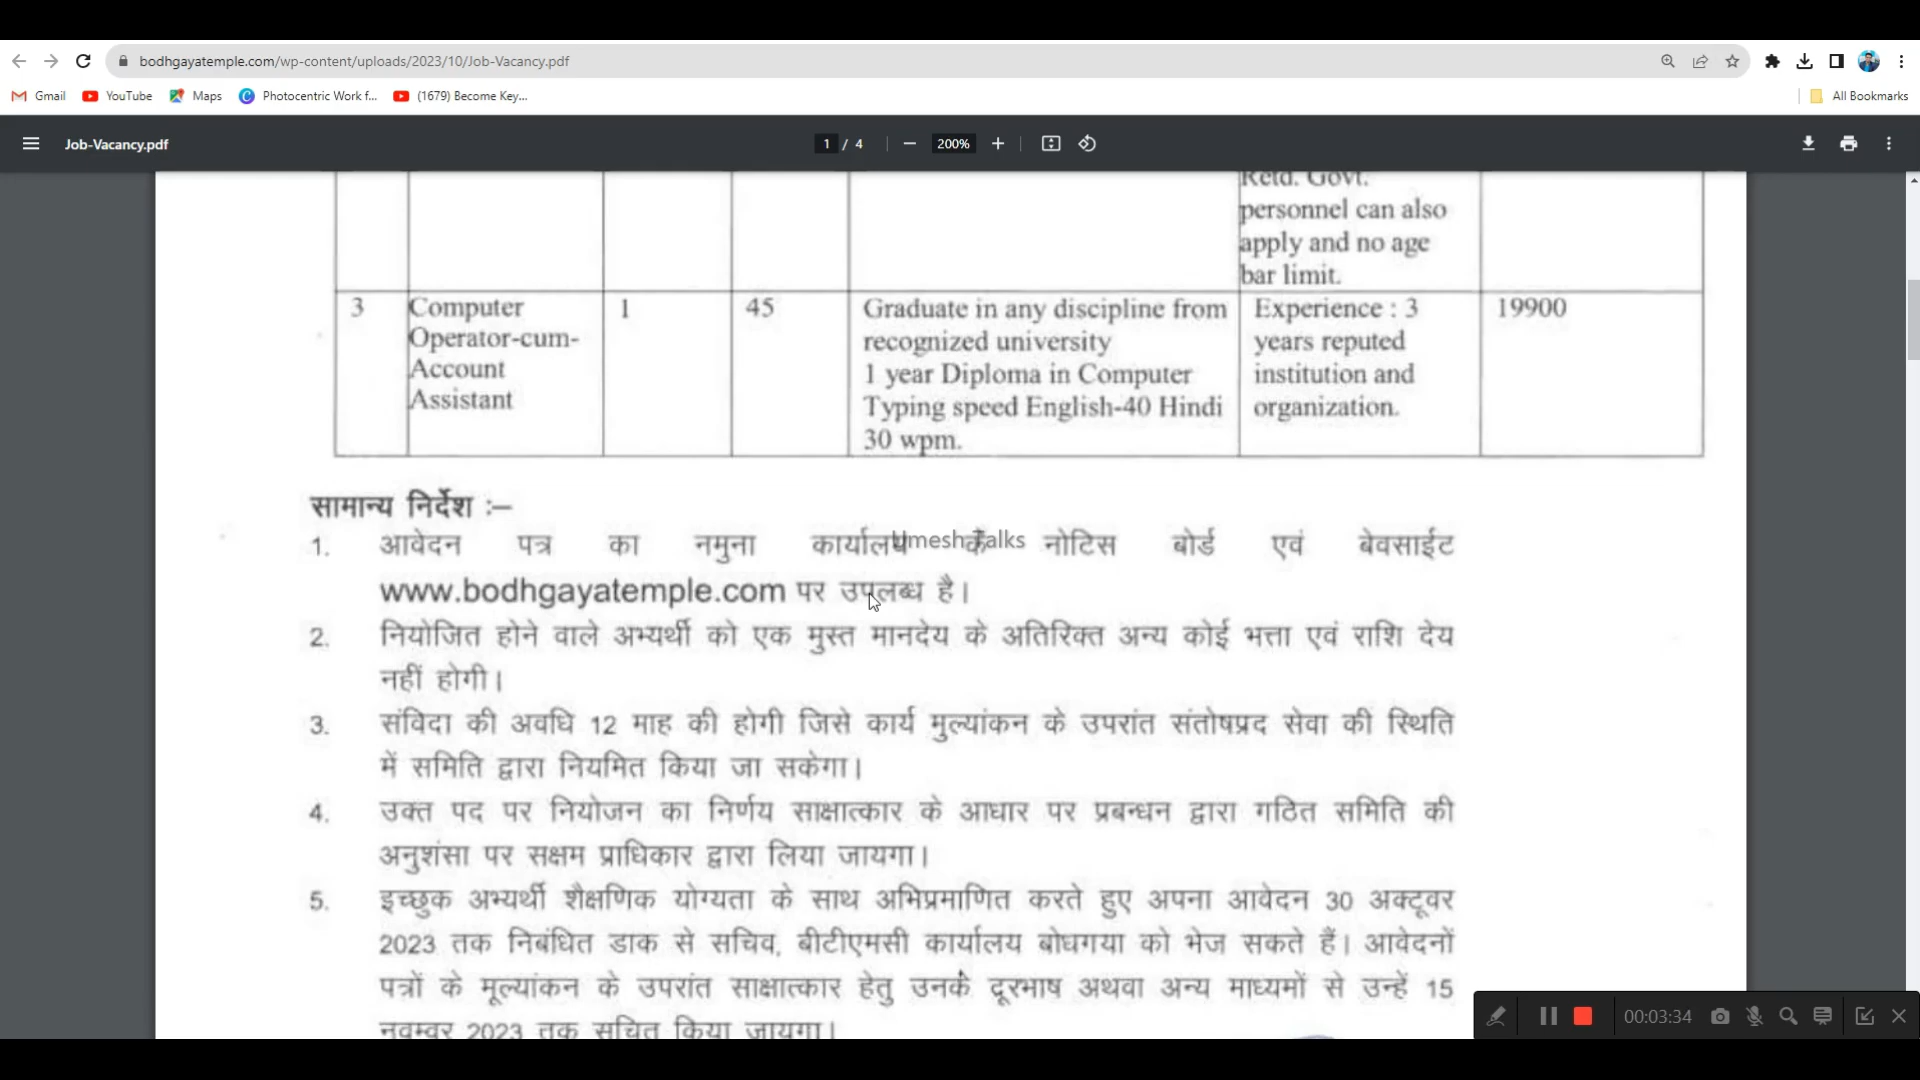 bodhgayatemple.com/wp-content/uploads/2023/10/Job-Vacancy.pdf
Gmail YouTube Maps Photocentric Work f... (1679) Become Key... All Bookmarks
Job-Vacancy.pdf 1 / 4 200%
Retd. Govt.
personnel can also
apply and no age
bar limit.
3 Computer 1 45 Graduate in any discipline from Experience : 3 19900
Operator-cum- recognized university years reputed
Account 1 year Diploma in Computer institution and
Assistant Typing speed English-40 Hindi organization.
30 wpm.
सामान्य निर्देश :–
1. आवेदन पत्र का नमुना कार्यालय के नोटिस बोर्ड एवं बेवसाईट
Umesh Talks
www.bodhgayatemple.com पर उपलब्ध है।
2. नियोजित होने वाले अभ्यर्थी को एक मुस्त मानदेय के अतिरिक्त अन्य कोई भत्ता एवं राशि देय
नहीं होगी।
3. संविदा की अवधि 12 माह की होगी जिसे कार्य मुल्यांकन के उपरांत संतोषप्रद सेवा की स्थिति
में समिति द्वारा नियमित किया जा सकेगा।
4. उक्त पद पर नियोजन का निर्णय साक्षात्कार के आधार पर प्रबन्धन द्वारा गठित समिति की
अनुशंसा पर सक्षम प्राधिकार द्वारा लिया जायगा।
5. इच्छुक अभ्यर्थी शैक्षणिक योग्यता के साथ अभिप्रमाणित करते हुए अपना आवेदन 30 अक्टूवर
2023 तक निबंधित डाक से सचिव, बीटीएमसी कार्यालय बोधगया को भेज सकते हैं। आवेदनों
पत्रों के मूल्यांकन के उपरांत साक्षात्कार हेतु उनके दूरभाष अथवा अन्य माध्यमों से उन्हें 15
नवम्वर 2023 तक सूचित किया जायगा।
00:03:34